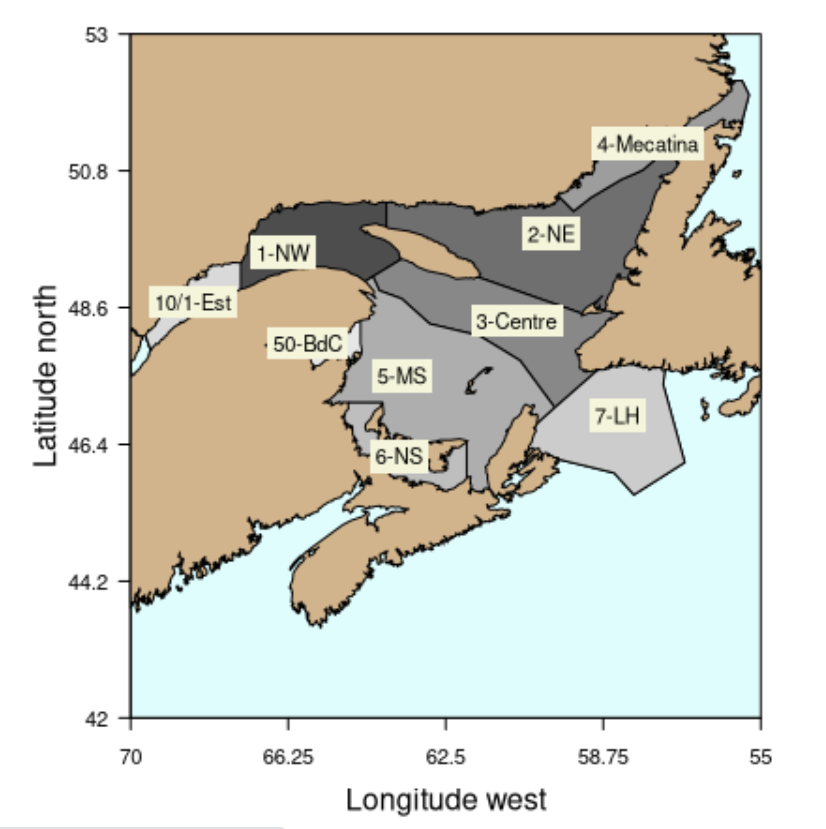 53
50.8
48.6
46.4
44.2
42
Latitude north
4-Mecatina
2-NE
1-NW
10/1-Est
3-Centre
50-BdC
5-MS
7-LH
6-NS
70
66.25
62.5
58.75
55
Longitude west